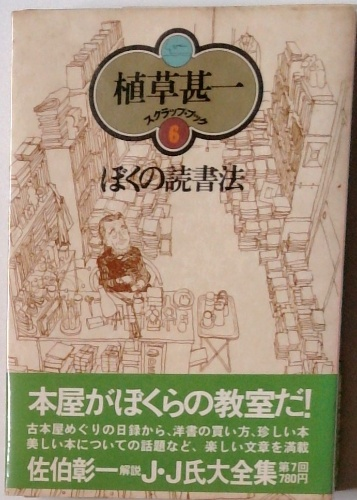 植草甚一
スクラップ・ブック
6
ぼくの読書法
本屋がぼくらの教室だ!
古本屋めぐりの日録から、洋書の買い方、珍しい本
美しい本についての話題など、楽しい文章を満載
佐伯彰一 解説 J・J氏大全集 第7回 780円